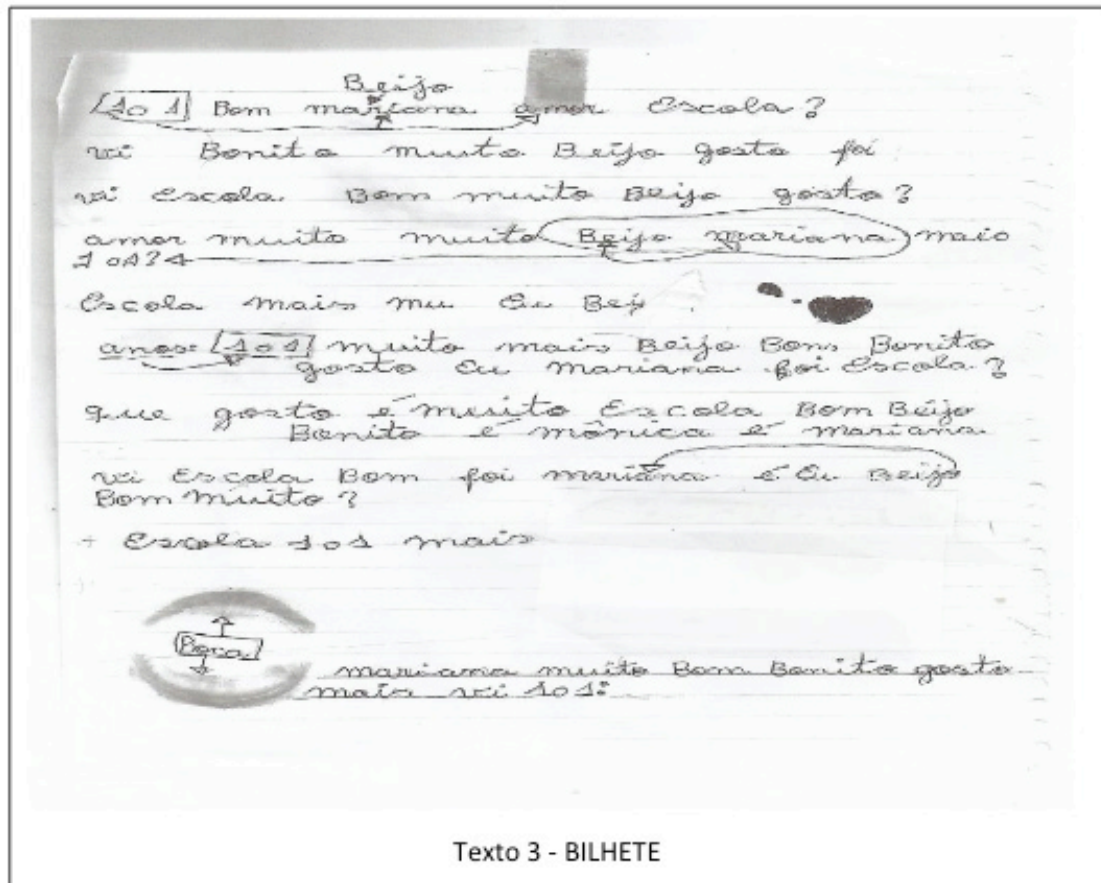 Beijo
101 Bom mariana amor Escola?
vi Bonito muito Beijo gosto foi
vi Escola Bom muito Beijo gosto?
amor muito muito Beijo mariana maio
Escola mais mu Eu Bej
anos: 101 muito mais Beijo Bom Bonito
gosto Eu mariana foi Escola?
que gosto é muito Escola Bom Beijo
Bonito é mônica é mariana
vi Escola Bom foi mariana é Eu Beijo
Bom muito?
+ Escola 101 mais
Boca
mariana muito Bom Bonito gosto
mais vi 101:
Texto 3 - BILHETE